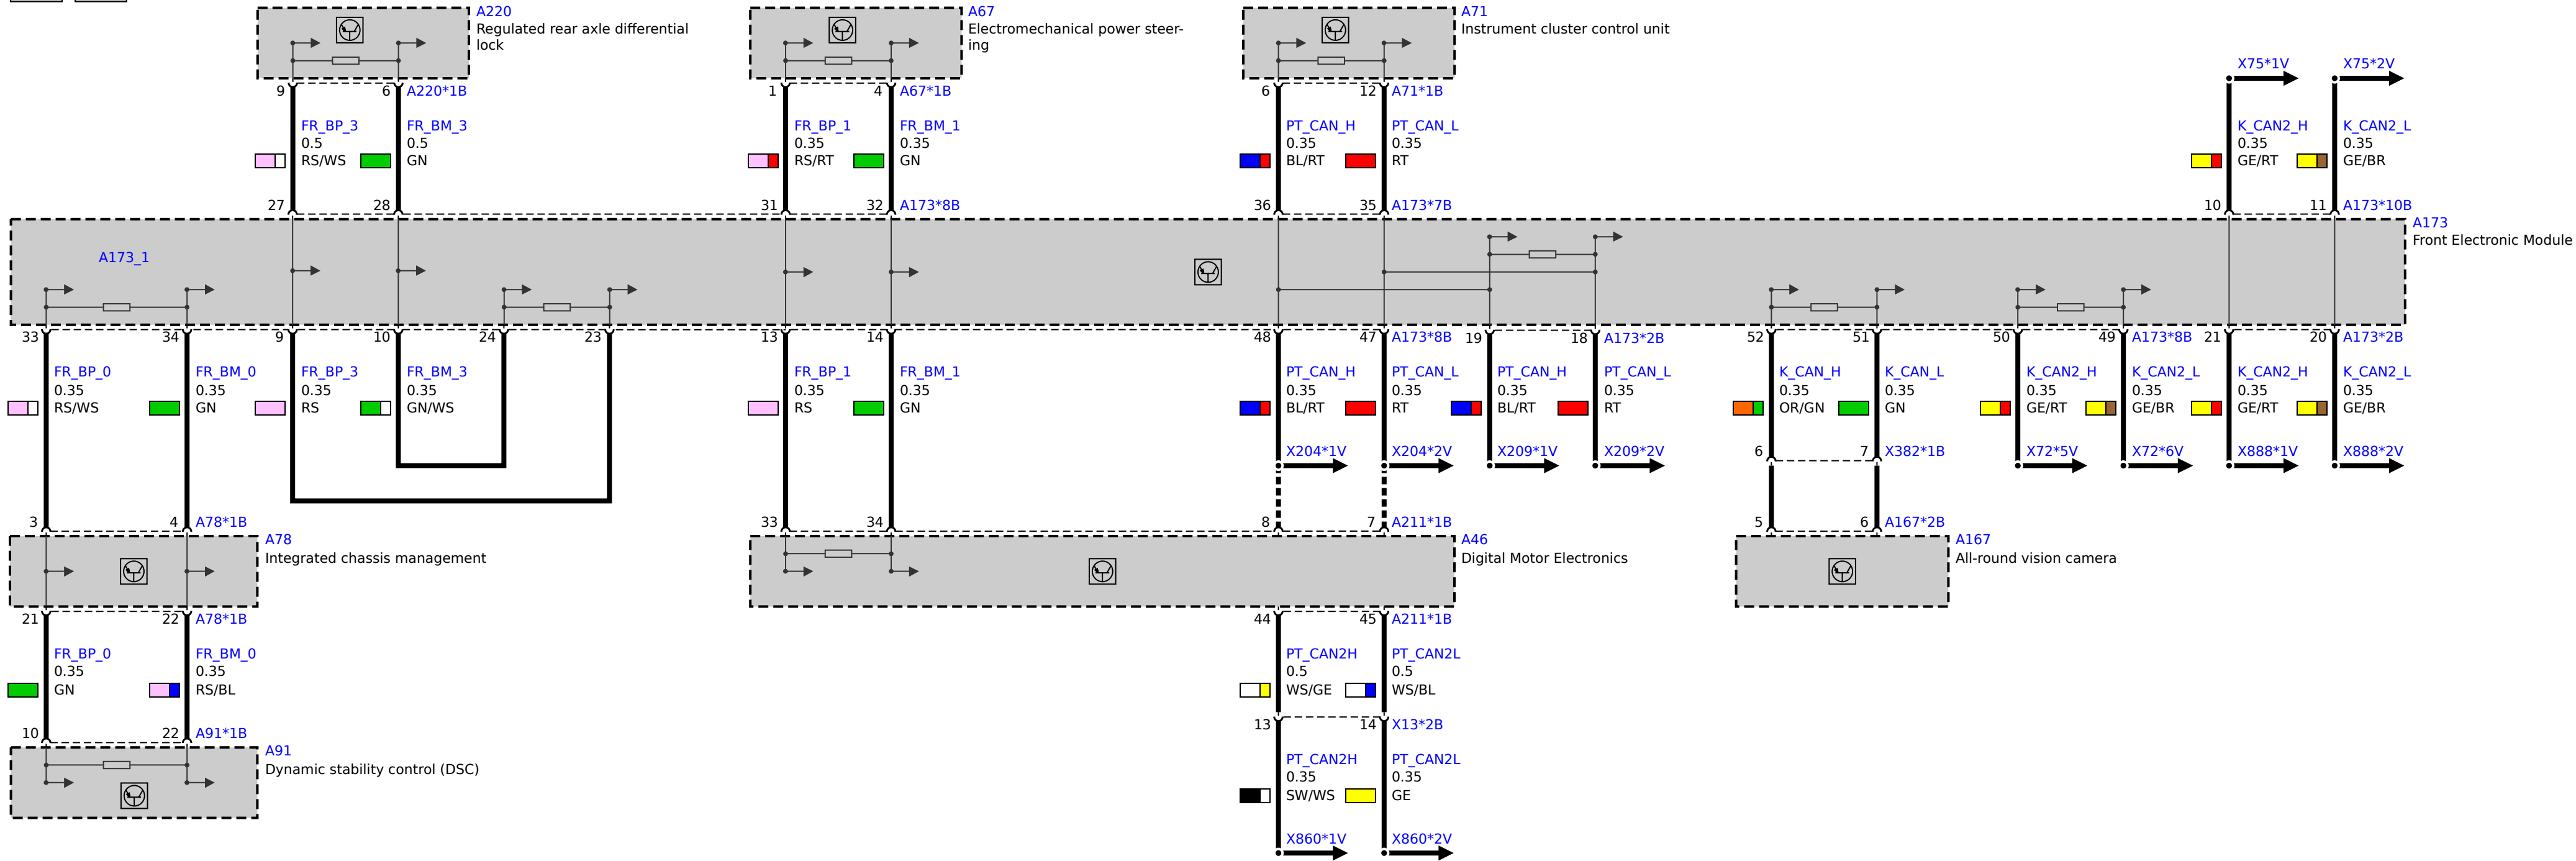 A220
Regulated rear axle differential
lock
A67
Electromechanical power steer-
ing
A71
Instrument cluster control unit
X75*1V
X75*2V
9
6
A220*1B
1
4
A67*1B
6
12
A71*1B
FR_BP_3
0.5
RS/WS
FR_BM_3
0.5
GN
FR_BP_1
0.35
RS/RT
FR_BM_1
0.35
GN
PT_CAN_H
0.35
BL/RT
PT_CAN_L
0.35
RT
K_CAN2_H
0.35
GE/RT
K_CAN2_L
0.35
GE/BR
27
28
31
32
A173*8B
36
35
A173*7B
10
11
A173*10B
A173
Front Electronic Module
A173_1
33
34
9
10
24
23
13
14
48
47
A173*8B
19
18
A173*2B
52
51
50
49
A173*8B
21
20
A173*2B
FR_BP_0
0.35
RS/WS
FR_BM_0
0.35
GN
FR_BP_3
0.35
RS
FR_BM_3
0.35
GN/WS
FR_BP_1
0.35
RS
FR_BM_1
0.35
GN
PT_CAN_H
0.35
BL/RT
PT_CAN_L
0.35
RT
PT_CAN_H
0.35
BL/RT
PT_CAN_L
0.35
RT
K_CAN_H
0.35
OR/GN
K_CAN_L
0.35
GN
K_CAN2_H
0.35
GE/RT
K_CAN2_L
0.35
GE/BR
K_CAN2_H
0.35
GE/RT
K_CAN2_L
0.35
GE/BR
X204*1V
X204*2V
X209*1V
X209*2V
6
7
X382*1B
X72*5V
X72*6V
X888*1V
X888*2V
3
4
A78*1B
33
34
8
7
A211*1B
5
6
A167*2B
A78
Integrated chassis management
A46
Digital Motor Electronics
A167
All-round vision camera
21
22
A78*1B
44
45
A211*1B
FR_BP_0
0.35
GN
FR_BM_0
0.35
RS/BL
PT_CAN2H
0.5
WS/GE
PT_CAN2L
0.5
WS/BL
10
22
A91*1B
13
14
X13*2B
A91
Dynamic stability control (DSC)
PT_CAN2H
0.35
SW/WS
PT_CAN2L
0.35
GE
X860*1V
X860*2V